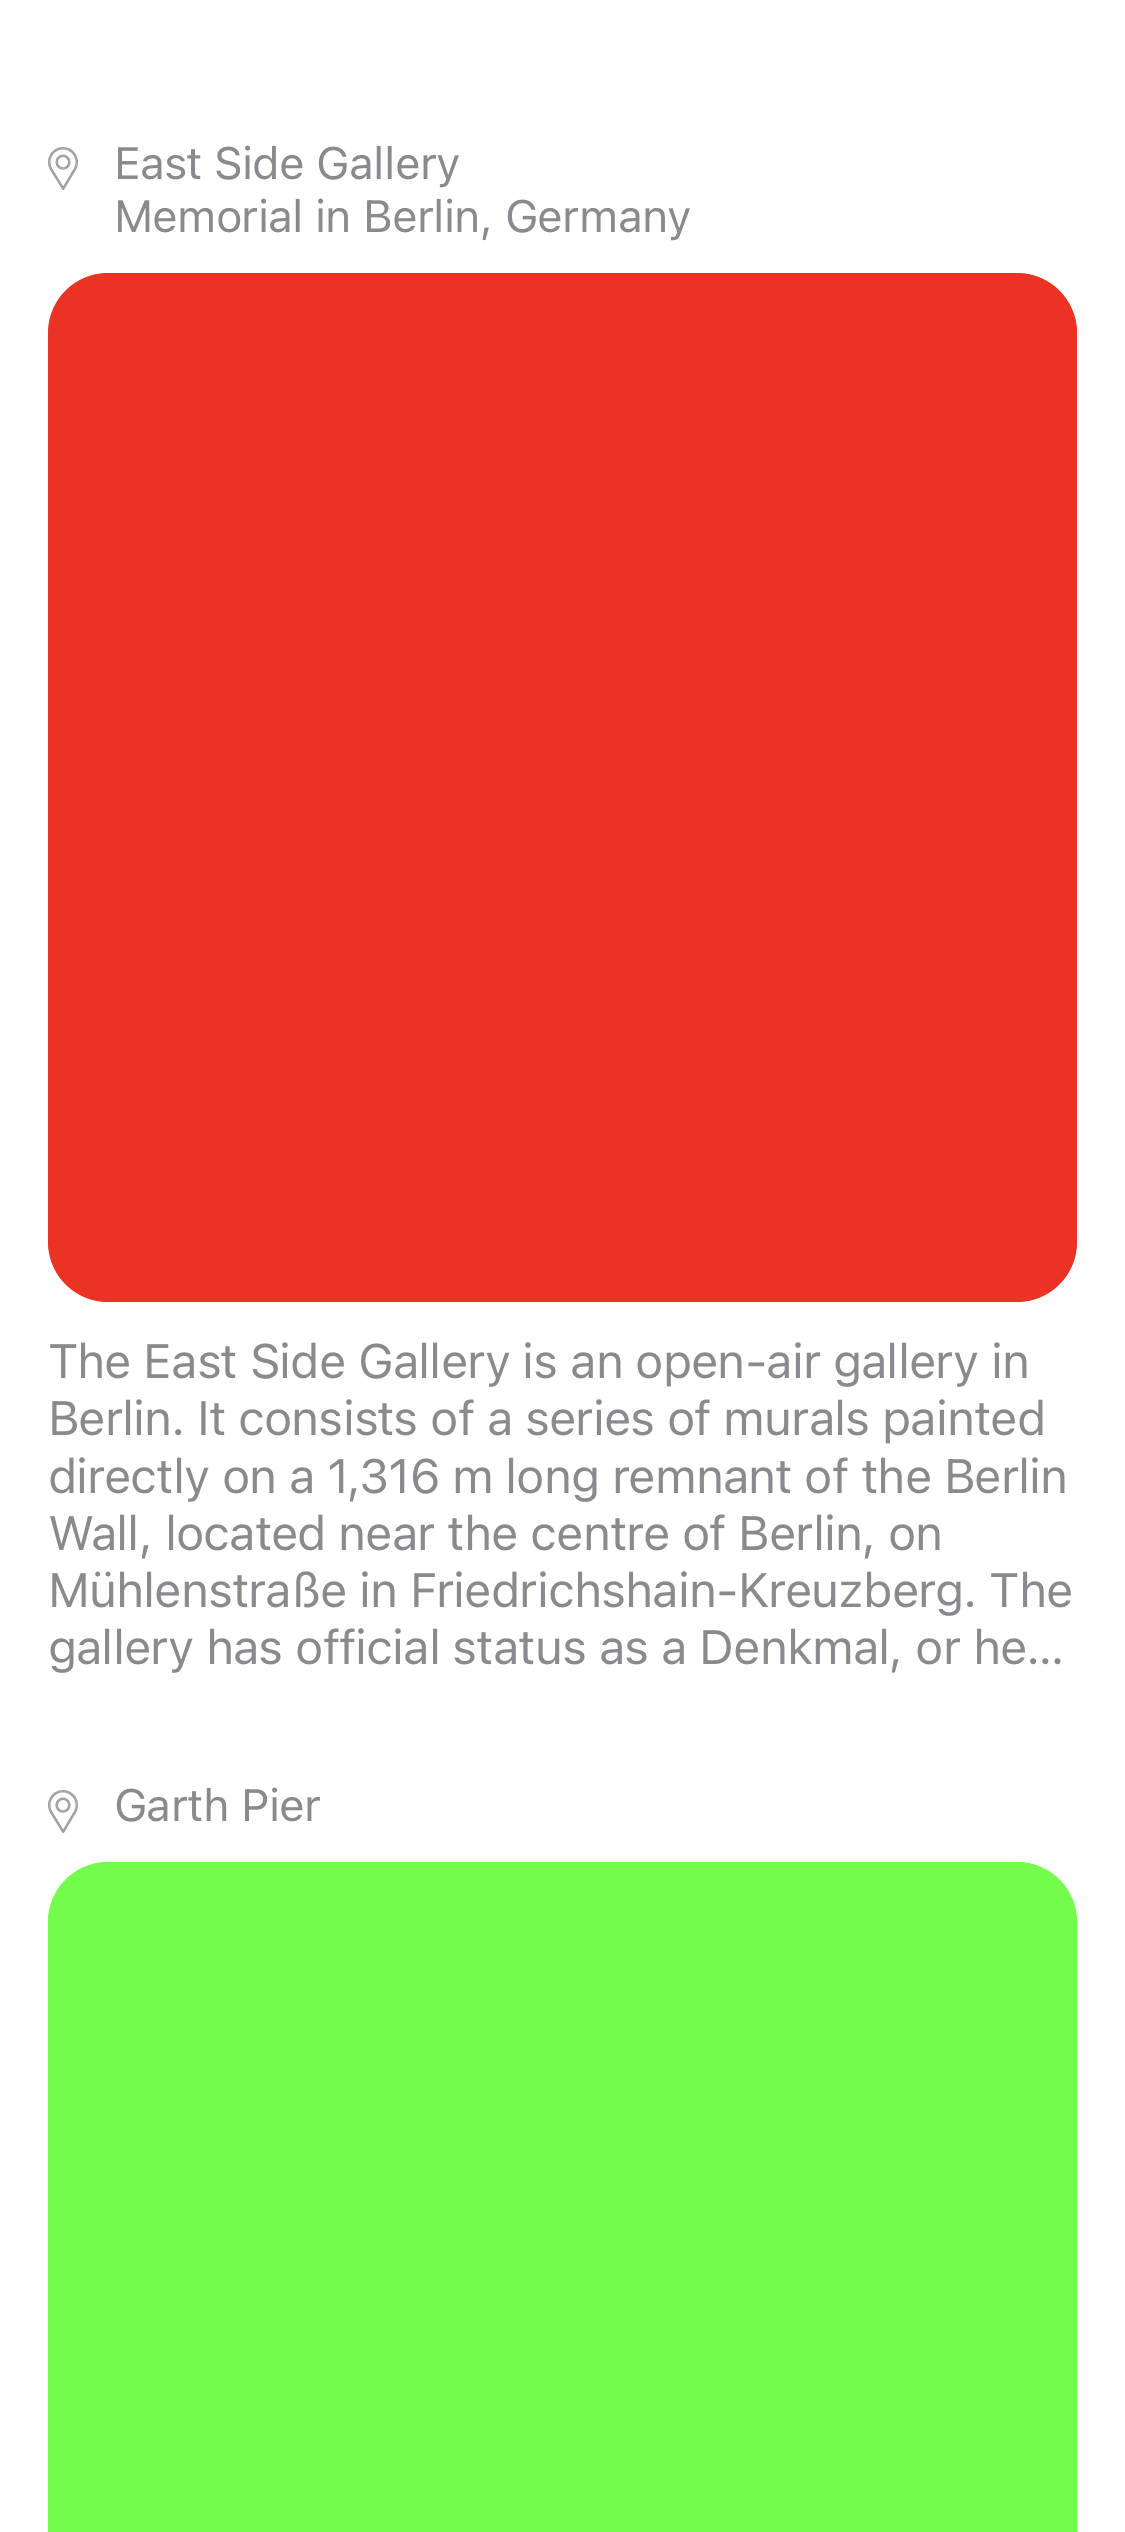 East Side Gallery
Memorial in Berlin, Germany
The East Side Gallery is an open-air gallery in
Berlin. It consists of a series of murals painted
directly on a 1,316 m long remnant of the Berlin
Wall, located near the centre of Berlin, on
Mühlenstraße in Friedrichshain-Kreuzberg. The
gallery has official status as a Denkmal, or he...
Garth Pier